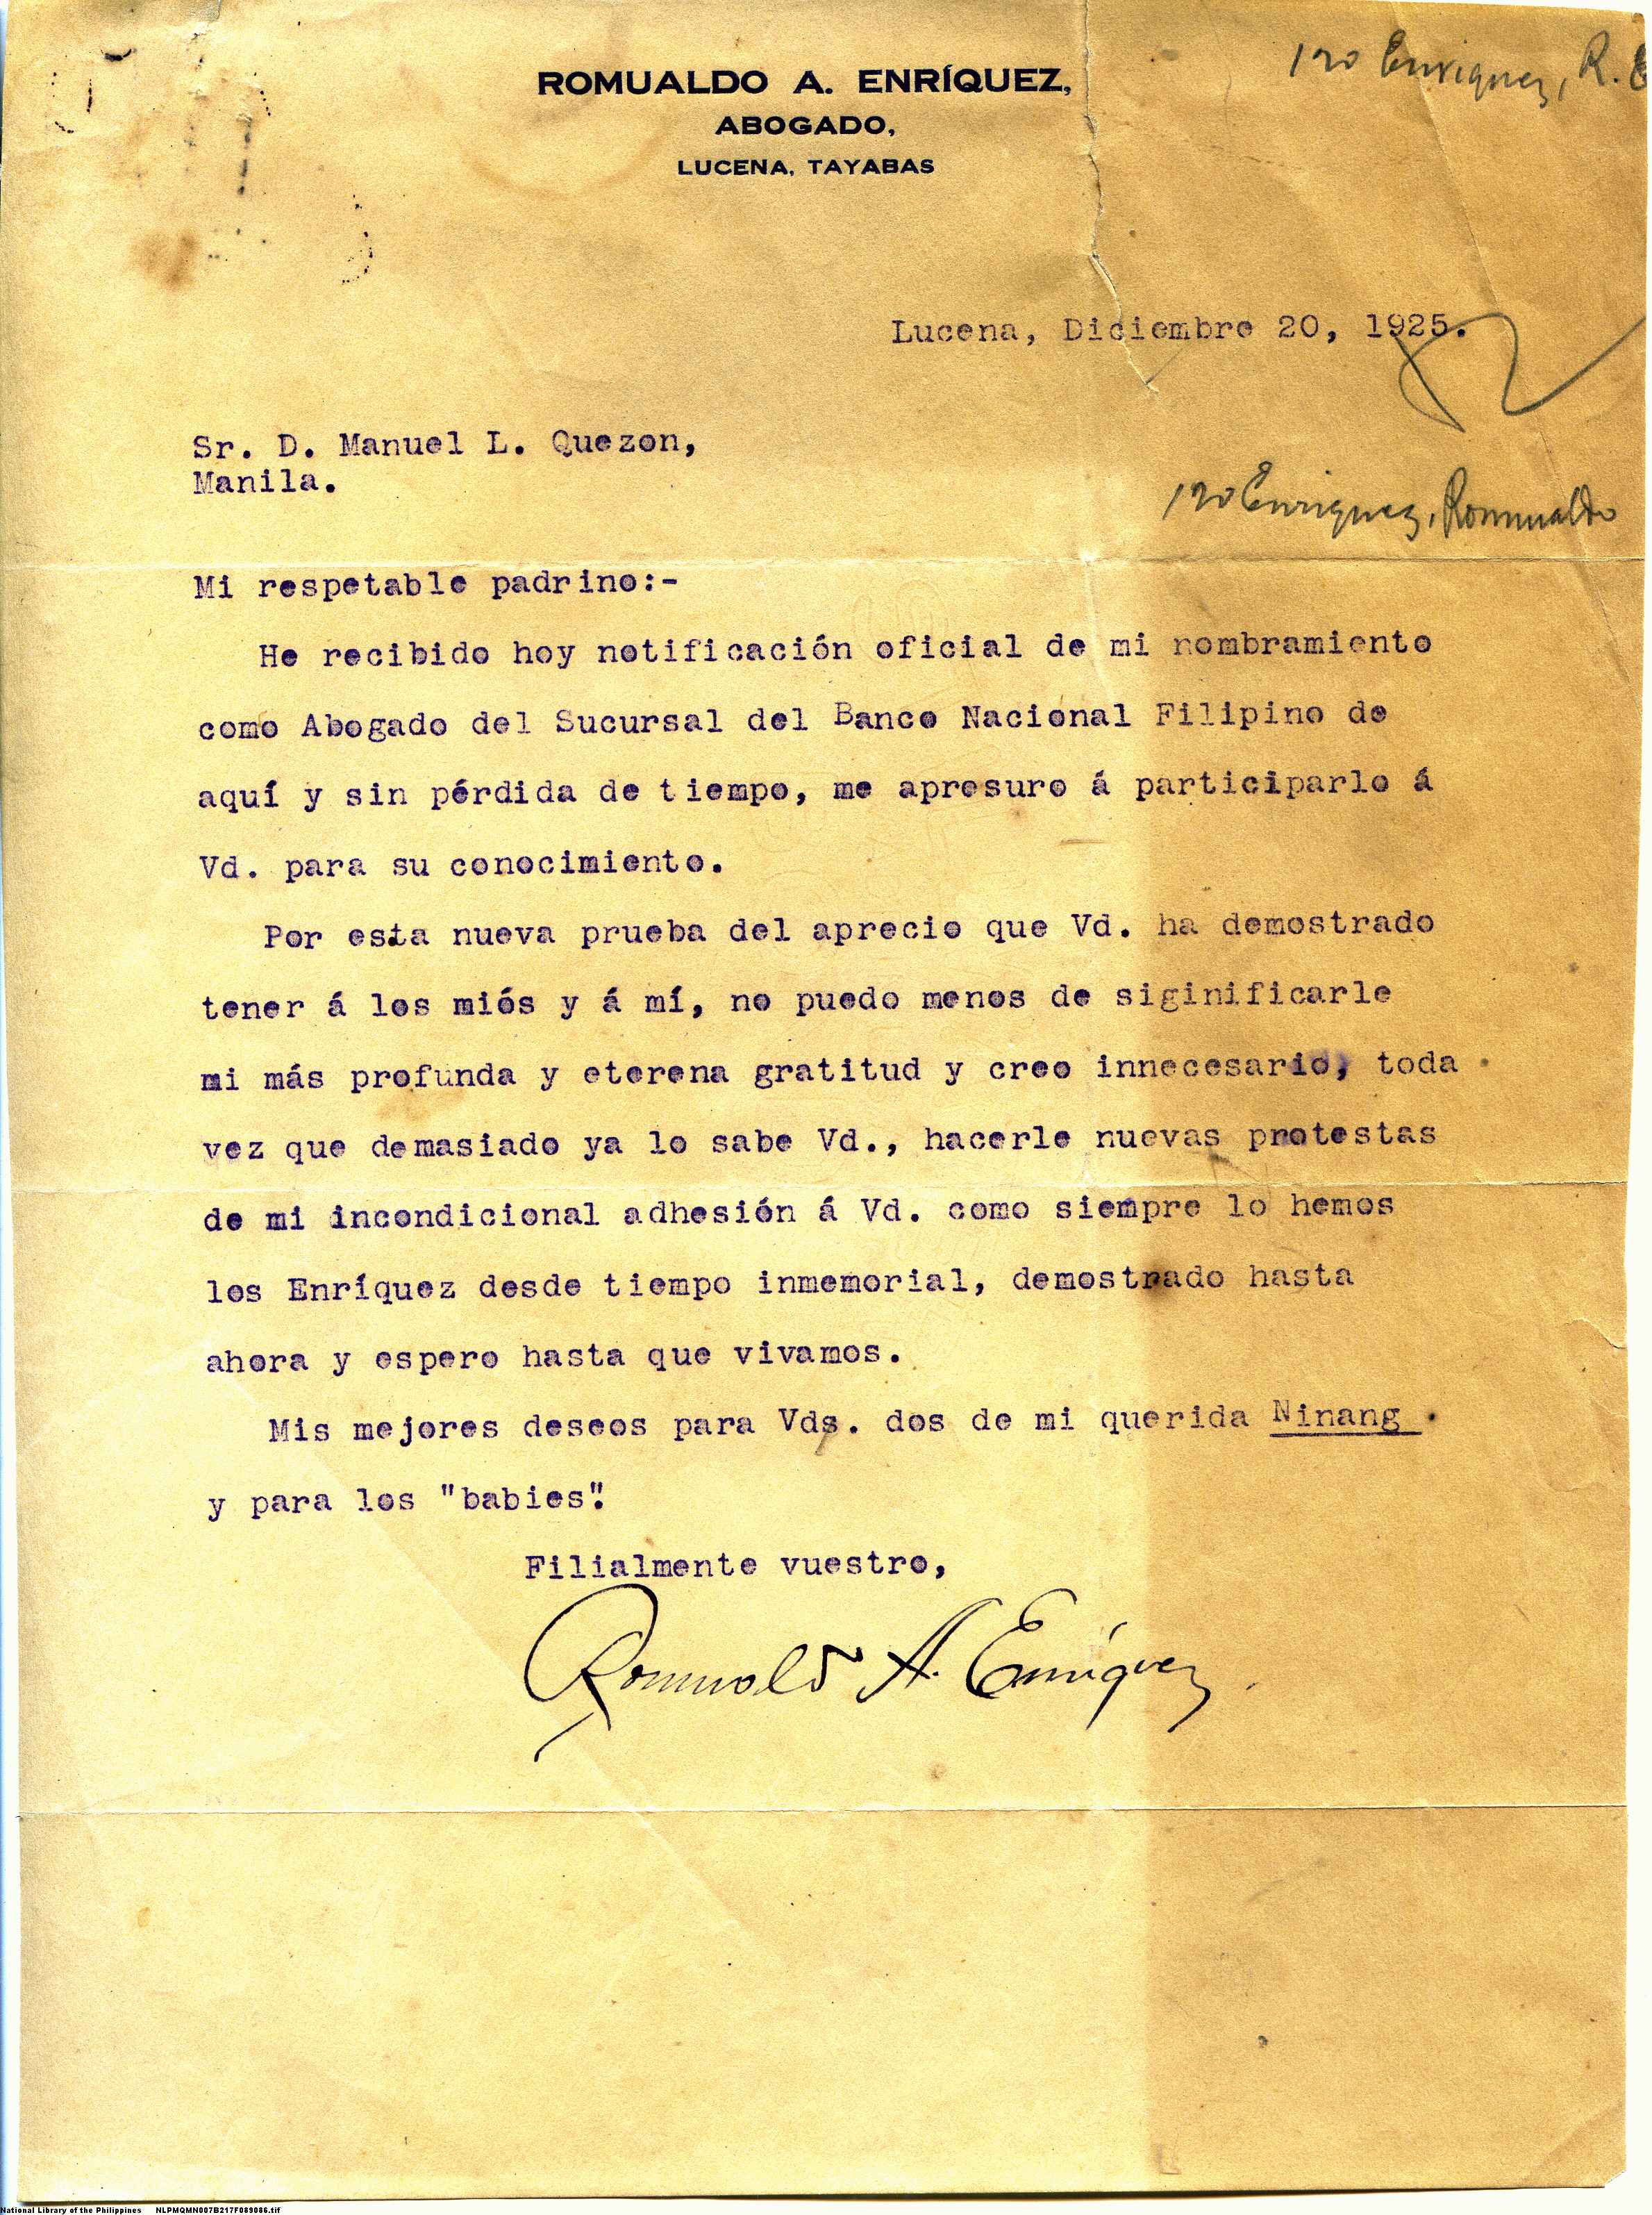 120 Enriquez, R.
ROMUALDO A. ENRÍQUEZ,
ABOGADO,
LUCENA, TAYABAS
Lucena, Diciembre 20, 1925.
Sr. D. Manuel L. Quezon,
Manila.
120 Enriquez, Romualdo
Mi respetable padrino:-
He recibido hoy notificación oficial de mi nombramiento
como Abogado del Sucursal del Banco Nacional Filipino de
aquí y sin pérdida de tiempo, me apresuro á participarlo á
Vd. para su conocimiento.
Por esta nueva prueba del aprecio que Vd. ha demostrado
tener á los miós y á mí, no puedo menos de siginificarle
mi más profunda y eterena gratitud y creo innecesario, toda
vez que demasiado ya lo sabe Vd., hacerle nuevas protestas
de mi incondicional adhesión á Vd. como siempre lo hemos
los Enríquez desde tiempo inmemorial, demostrado hasta
ahora y espero hasta que vivamos.
Mis mejores deseos para Vds. dos de mi querida Ninang
y para los "babies".
Filialmente vuestro,
Romualdo A. Enríquez
National Library of the Philippines NLPMQMN007B217F089086.tif